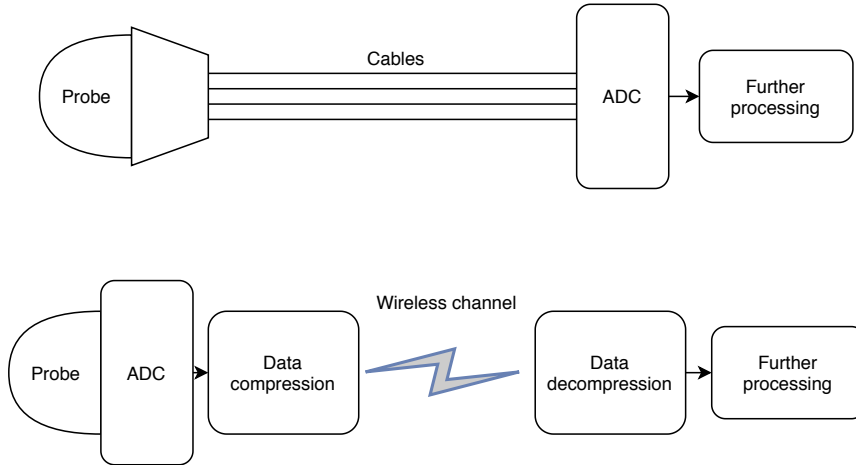 Cables
Probe
ADC
Further
processing
Wireless channel
Probe
ADC
Data
compression
Data
decompression
Further
processing